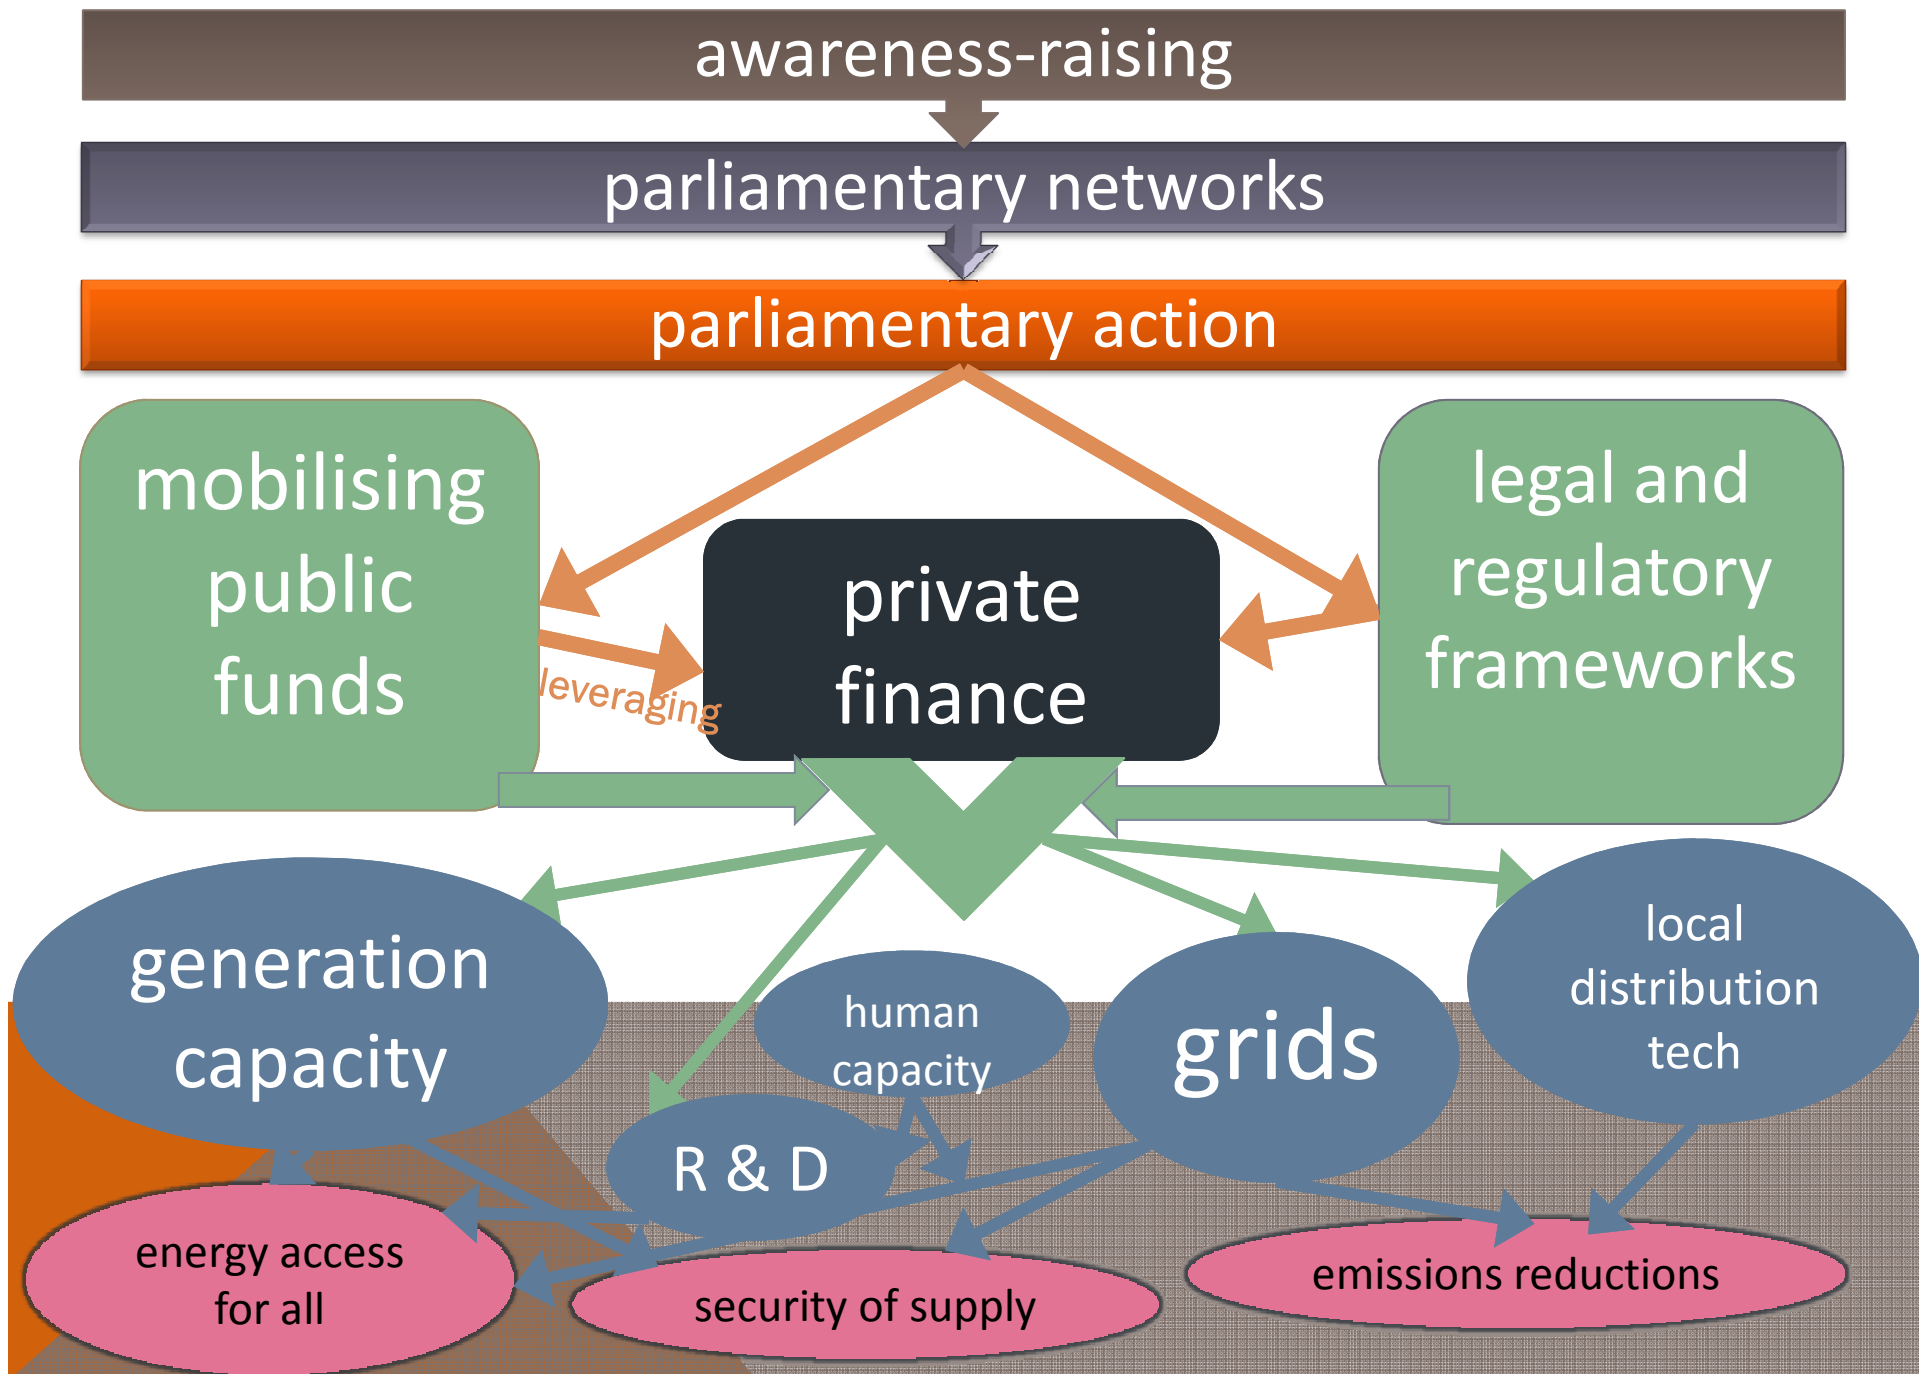 awareness-raising
parliamentary networks
parliamentary action
mobilising
public
funds
leveraging
private
finance
legal and
regulatory
frameworks
generation
capacity
human
capacity
grids
local
distribution
tech
R & D
energy access
for all
security of supply
emissions reductions